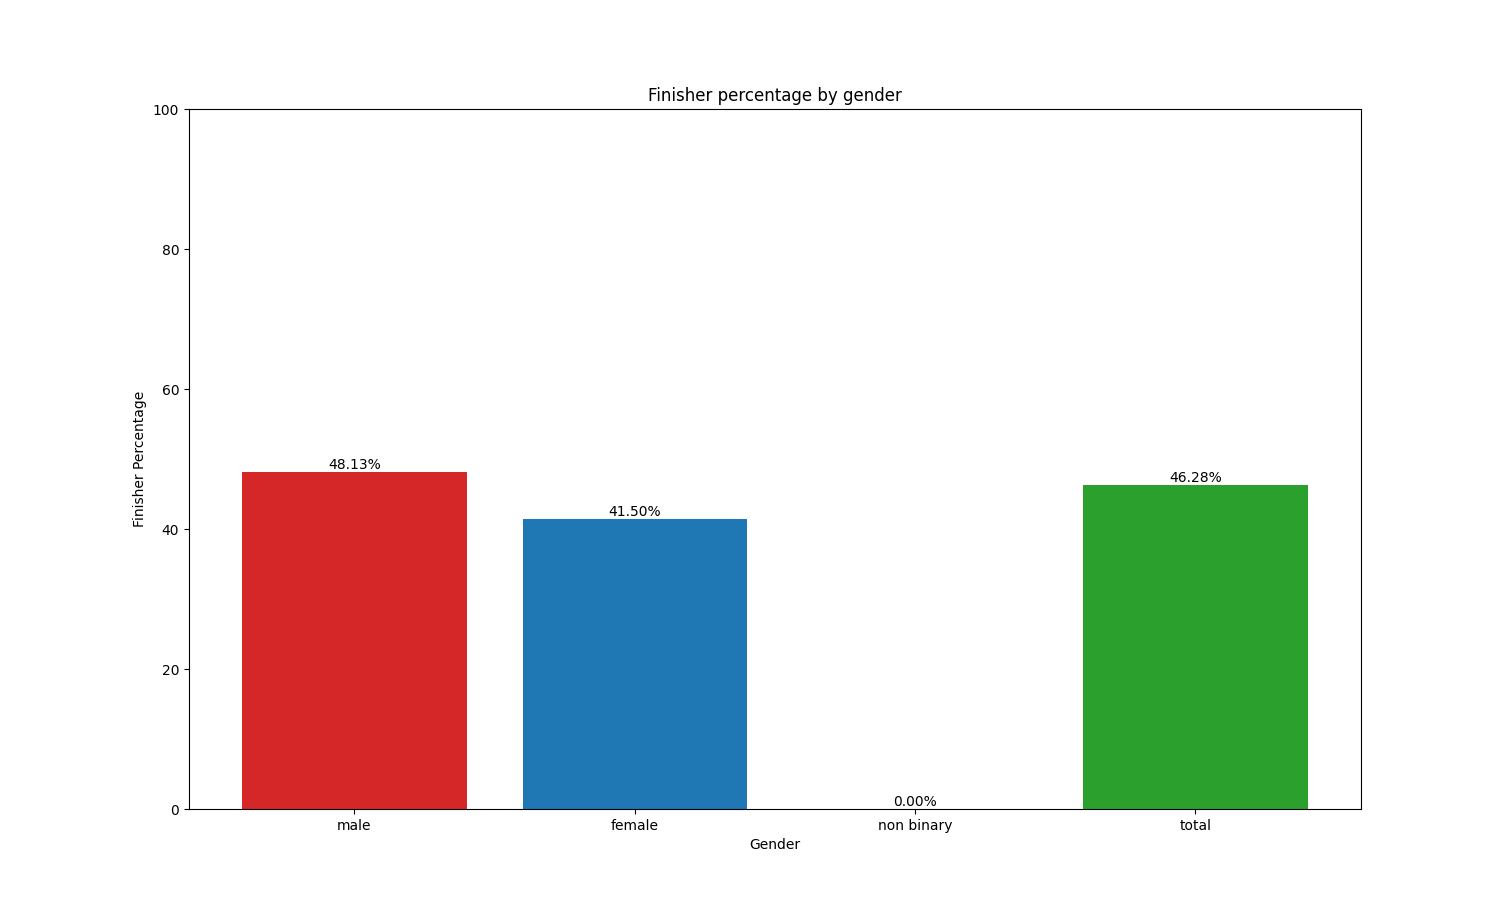 Finisher percentage by gender
100
80
60
40
20
0
Finisher Percentage
48.13%
41.50%
0.00%
46.28%
male
female
non binary
total
Gender